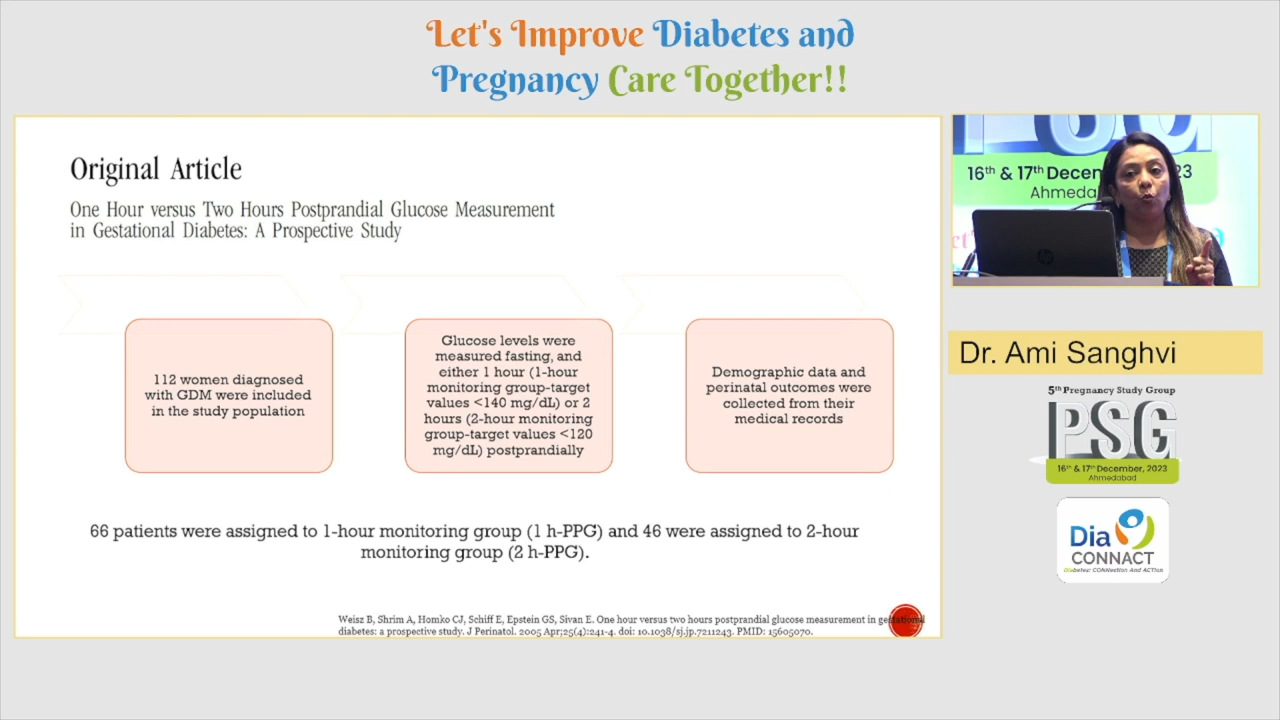 Let's Improve Diabetes and
Pregnancy Care Together!!
Original Article
One Hour versus Two Hours Postprandial Glucose Measurement
in Gestational Diabetes: A Prospective Study
112 women diagnosed
with GDM were included
in the study population
Glucose levels were
measured fasting, and
either 1 hour (1-hour
monitoring group-target
values <140 mg/dL) or 2
hours (2-hour monitoring
group-target values <120
mg/dL) postprandially
Demographic data and
perinatal outcomes were
collected from their
medical records
66 patients were assigned to 1-hour monitoring group (1 h-PPG) and 46 were assigned to 2-hour
monitoring group (2 h-PPG).
Weisz B, Shrim A, Homko CJ, Schiff E, Epstein GS, Sivan E. One hour versus two hours postprandial glucose measurement in gestational
diabetes: a prospective study. J Perinatol. 2005 Apr;25(4):241-4. doi: 10.1038/sj.jp.7211243. PMID: 15605070.
16th & 17th Decem 23
Ahmeda
hp
Dr. Ami Sanghvi
5th Pregnancy Study Group
PSG
16th & 17th December, 2023
Ahmedabad
Dia
CONNACT
Diabetes: CONNection And ACTion